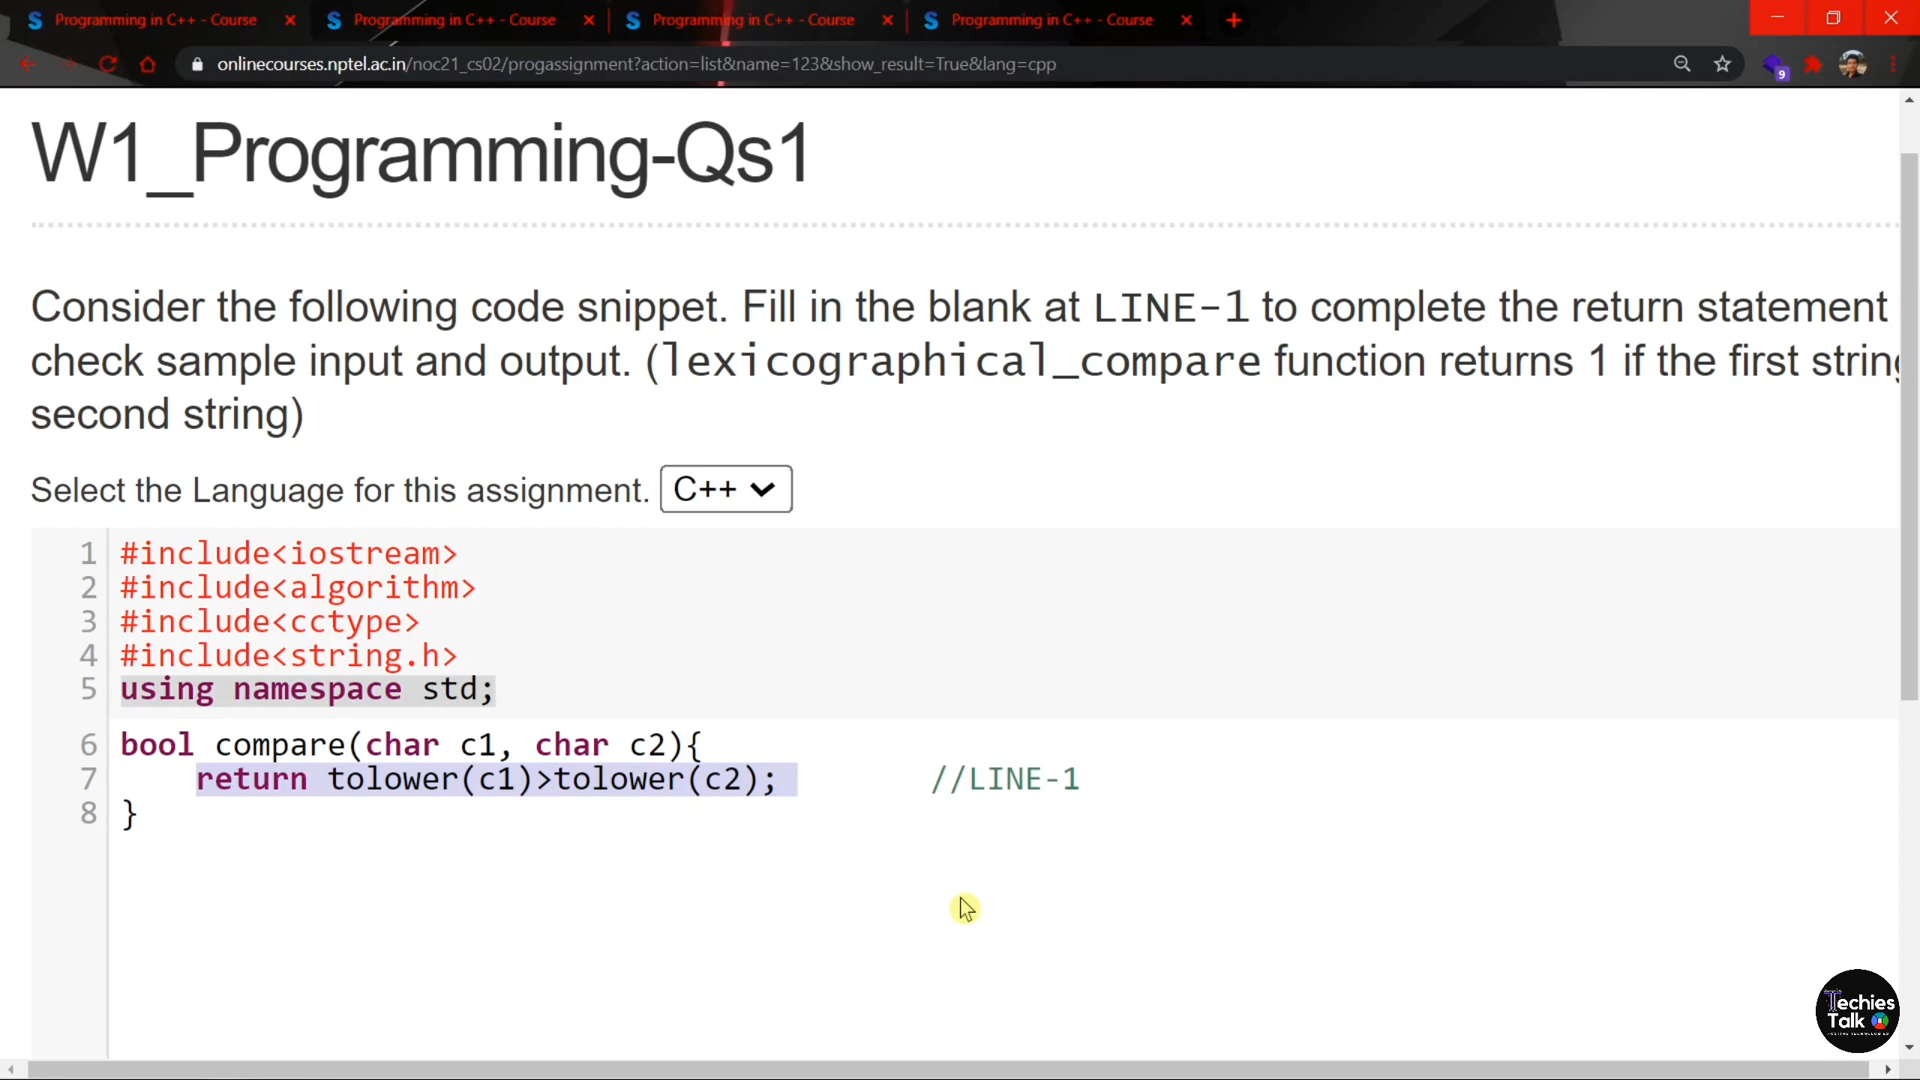 Programming in C++ - Course
Programming in C++ - Course
Programming in C++ - Course
Programming in C++ - Course
onlinecourses.nptel.ac.in/noc21_cs02/progassignment?action=list&name=123&show_result=True&lang=cpp
9
W1_Programming-Qs1
Consider the following code snippet. Fill in the blank at LINE-1 to complete the return statement
check sample input and output. (lexicographical_compare function returns 1 if the first string
second string)
Select the Language for this assignment. C++
1 #include<iostream>
2 #include<algorithm>
3 #include<cctype>
4 #include<string.h>
5 using namespace std;
6 bool compare(char c1, char c2){
7 return tolower(c1)>tolower(c2); //LINE-1
8 }
Techies
Talk